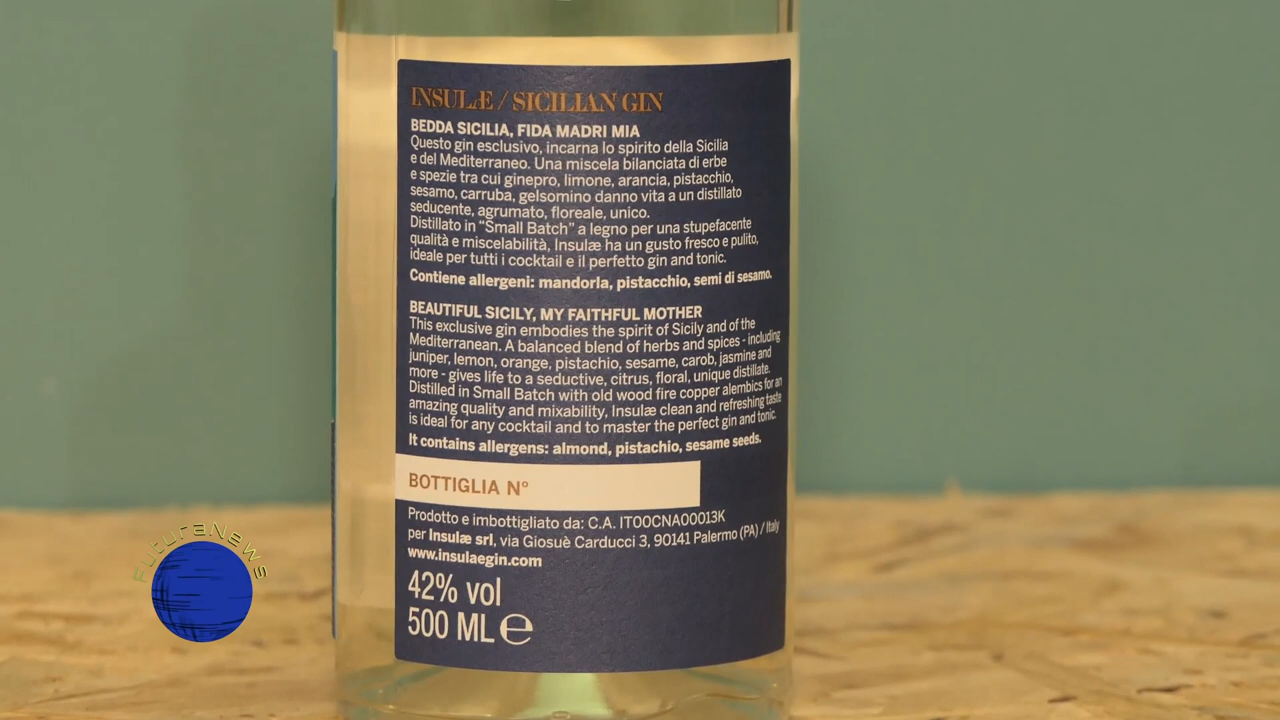 INSULÆ / SICILIAN GIN
BEDDA SICILIA, FIDA MADRI MIA
Questo gin esclusivo, incarna lo spirito della Sicilia
e del Mediterraneo. Una miscela bilanciata di erbe
e spezie tra cui ginepro, limone, arancia, pistacchio,
sesamo, carruba, gelsomino danno vita a un distillato
seducente, agrumato, floreale, unico.
Distillato in “Small Batch” a legno per una stupefacente
qualità e miscelabilità, Insulæ ha un gusto fresco e pulito,
ideale per tutti i cocktail e il perfetto gin and tonic.
Contiene allergeni: mandorla, pistacchio, semi di sesamo.
BEAUTIFUL SICILY, MY FAITHFUL MOTHER
This exclusive gin embodies the spirit of Sicily and of the
Mediterranean. A balanced blend of herbs and spices - including
juniper, lemon, orange, pistachio, sesame, carob, jasmine and
more - gives life to a seductive, citrus, floral, unique distillate.
Distilled in Small Batch with old wood fire copper alembics for an
amazing quality and mixability, Insulæ clean and refreshing taste
is ideal for any cocktail and to master the perfect gin and tonic.
It contains allergens: almond, pistachio, sesame seeds.
BOTTIGLIA N°
Prodotto e imbottigliato da: C.A. IT00CNA00013K
per Insulæ srl, via Giosuè Carducci 3, 90141 Palermo (PA) / Italy
www.insulaegin.com
42% vol
500 ML ℮
FuturaNews